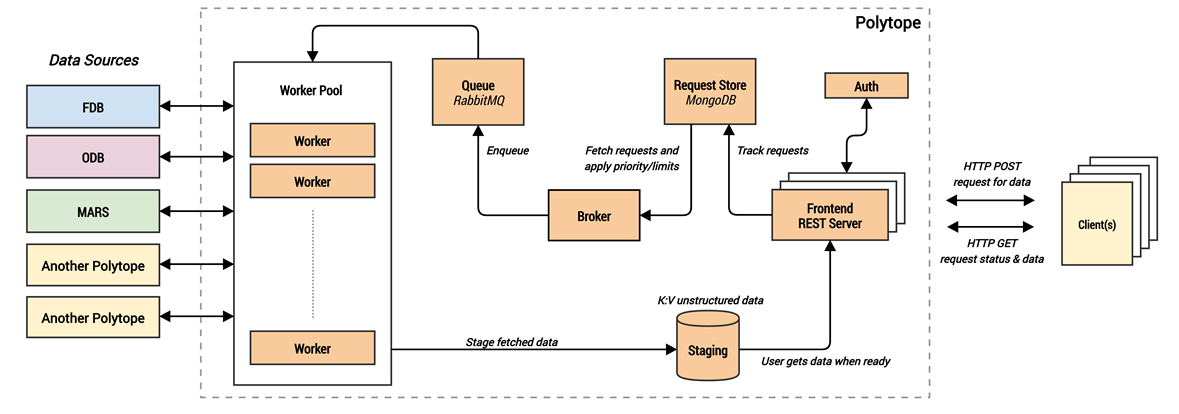 Polytope
Data Sources
FDB
ODB
MARS
Another Polytope
Another Polytope
Worker Pool
Worker
Worker
Worker
Queue
RabbitMQ
Enqueue
Request Store
MongoDB
Fetch requests and
apply priority/limits
Broker
Track requests
Auth
Frontend
REST Server
HTTP POST
request for data
HTTP GET
request status & data
Client(s)
K:V unstructured data
Stage fetched data
Staging
User gets data when ready